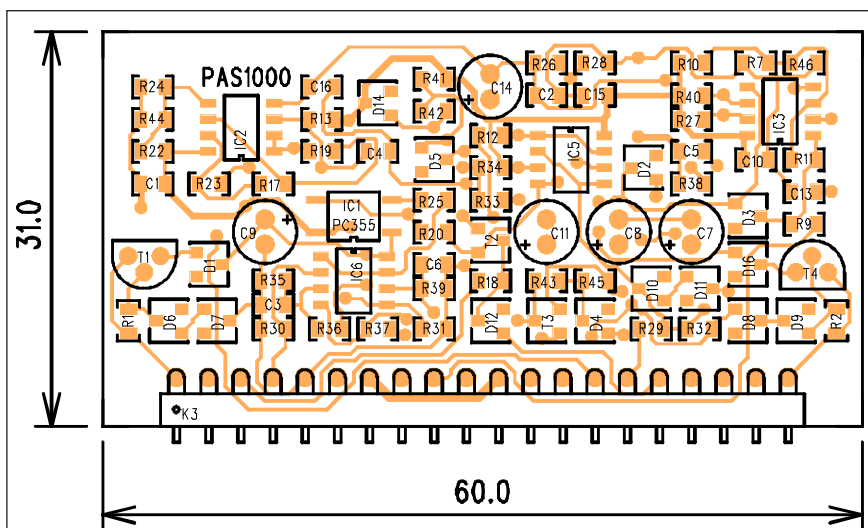 R41 R26 R28 R10 R7 R46
PAS1000
R24 C16 D14 C14 C2 C15 R40
R44 IC2 R13 R42 R27 IC3
R12
R22 R19 C4 D5 R34 IC5 D2 C5 C10 R11
C1 R23 R17 R38 C13
IC1 R25 R33
PC355
C9 R20 T2 C11 C8 C7 D3 R9
T1 D1 IC6 C6 D16 T4
R35 R39 R18 R43 R45 D10 D11
R1 D6 D7 C3 R30 R36 R37 R31 D12 T3 D4 R29 R32 D8 D9 R2
K3
31.0
60.0